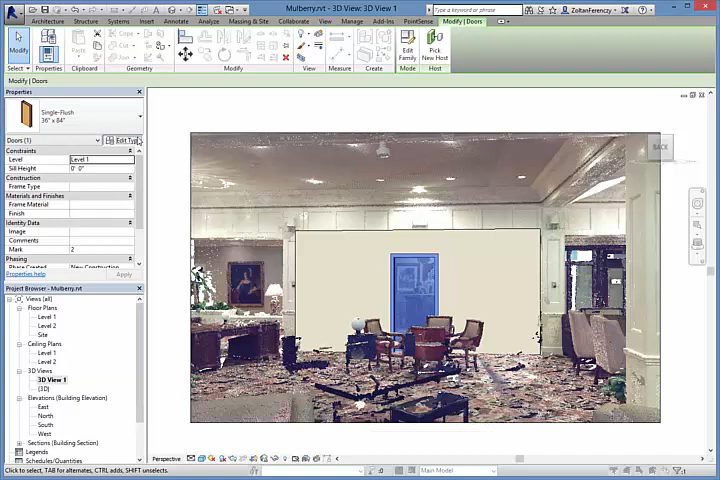 Mulberry.rvt - 3D View: 3D View 1
Type a keyword or phrase
ZoltanFerenczy
Architecture Structure Systems Insert Annotate Analyze Massing & Site Collaborate View Manage Add-Ins PointSense Modify | Doors
Modify
Properties
Paste
Cope
Cut
Join
Edit Family
Pick New Host
Select Properties Clipboard Geometry Modify View Measure Create Mode Host
Modify | Doors
Properties
Single-Flush
36" x 84"
Doors (1)
Edit Type
Constraints
Level Level 1
Sill Height 0' 0"
Construction
Frame Type
Materials and Finishes
Frame Material
Finish
Identity Data
Image
Comments
Mark 2
Phasing
Phase Created New Construction
Properties help
Apply
Project Browser - Mulberry.rvt
Views (all)
Floor Plans
Level 1
Level 2
Site
Ceiling Plans
Level 1
Level 2
3D Views
3D View 1
{3D}
Elevations (Building Elevation)
East
North
South
West
Sections (Building Section)
Legends
Schedules/Quantities
BACK
Perspective
Click to select, TAB for alternates, CTRL adds, SHIFT unselects.
:0
Main Model
:1